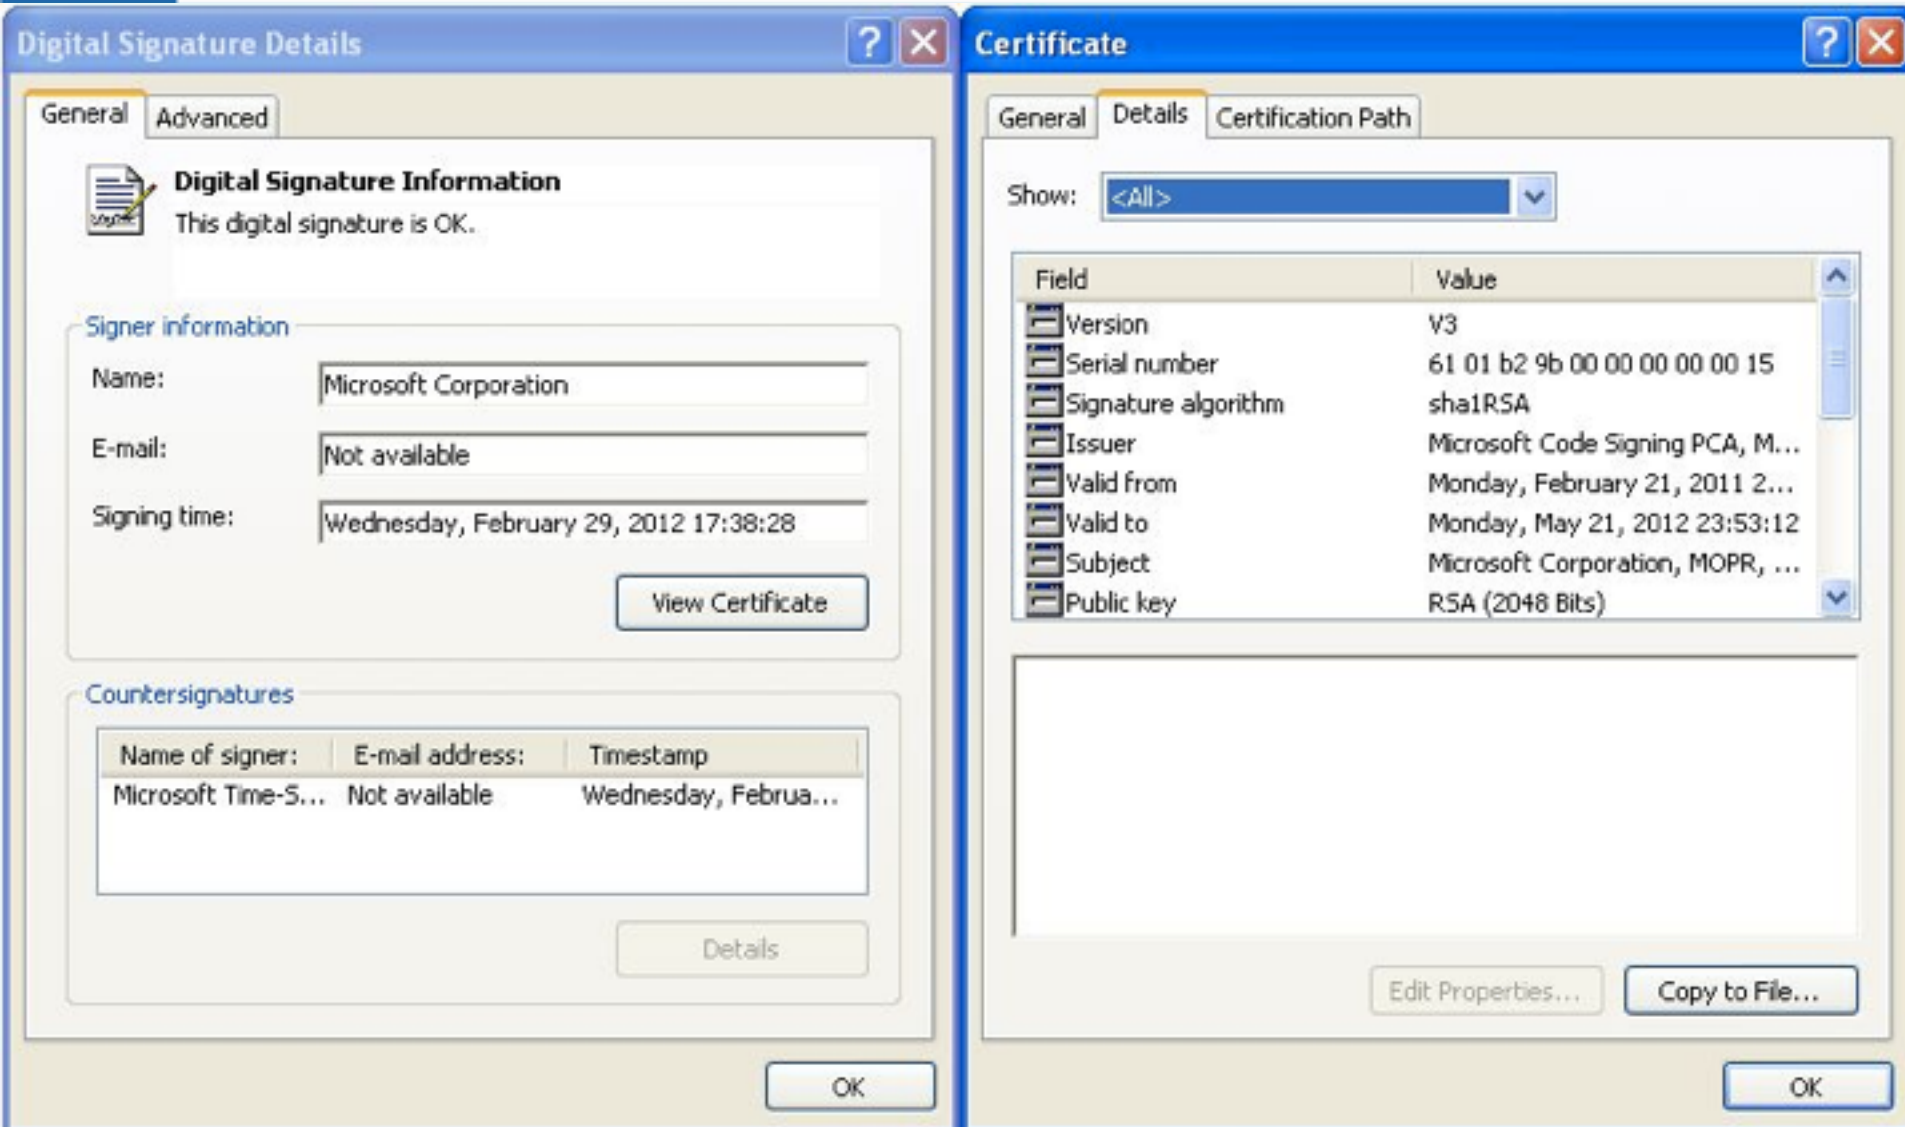 Digital Signature Details
General
Advanced
Digital Signature Information
This digital signature is OK.
Signer information
Name:
Microsoft Corporation
E-mail:
Not available
Signing time:
Wednesday, February 29, 2012 17:38:28
View Certificate
Countersignatures
Name of signer: E-mail address: Timestamp
Microsoft Time-S... Not available Wednesday, Februa...
Details
OK
Certificate
General
Details
Certification Path
Show:
<All>
Field Value
Version V3
Serial number 61 01 b2 9b 00 00 00 00 00 15
Signature algorithm sha1RSA
Issuer Microsoft Code Signing PCA, M...
Valid from Monday, February 21, 2011 2...
Valid to Monday, May 21, 2012 23:53:12
Subject Microsoft Corporation, MOPR, ...
Public key RSA (2048 Bits)
Edit Properties...
Copy to File...
OK